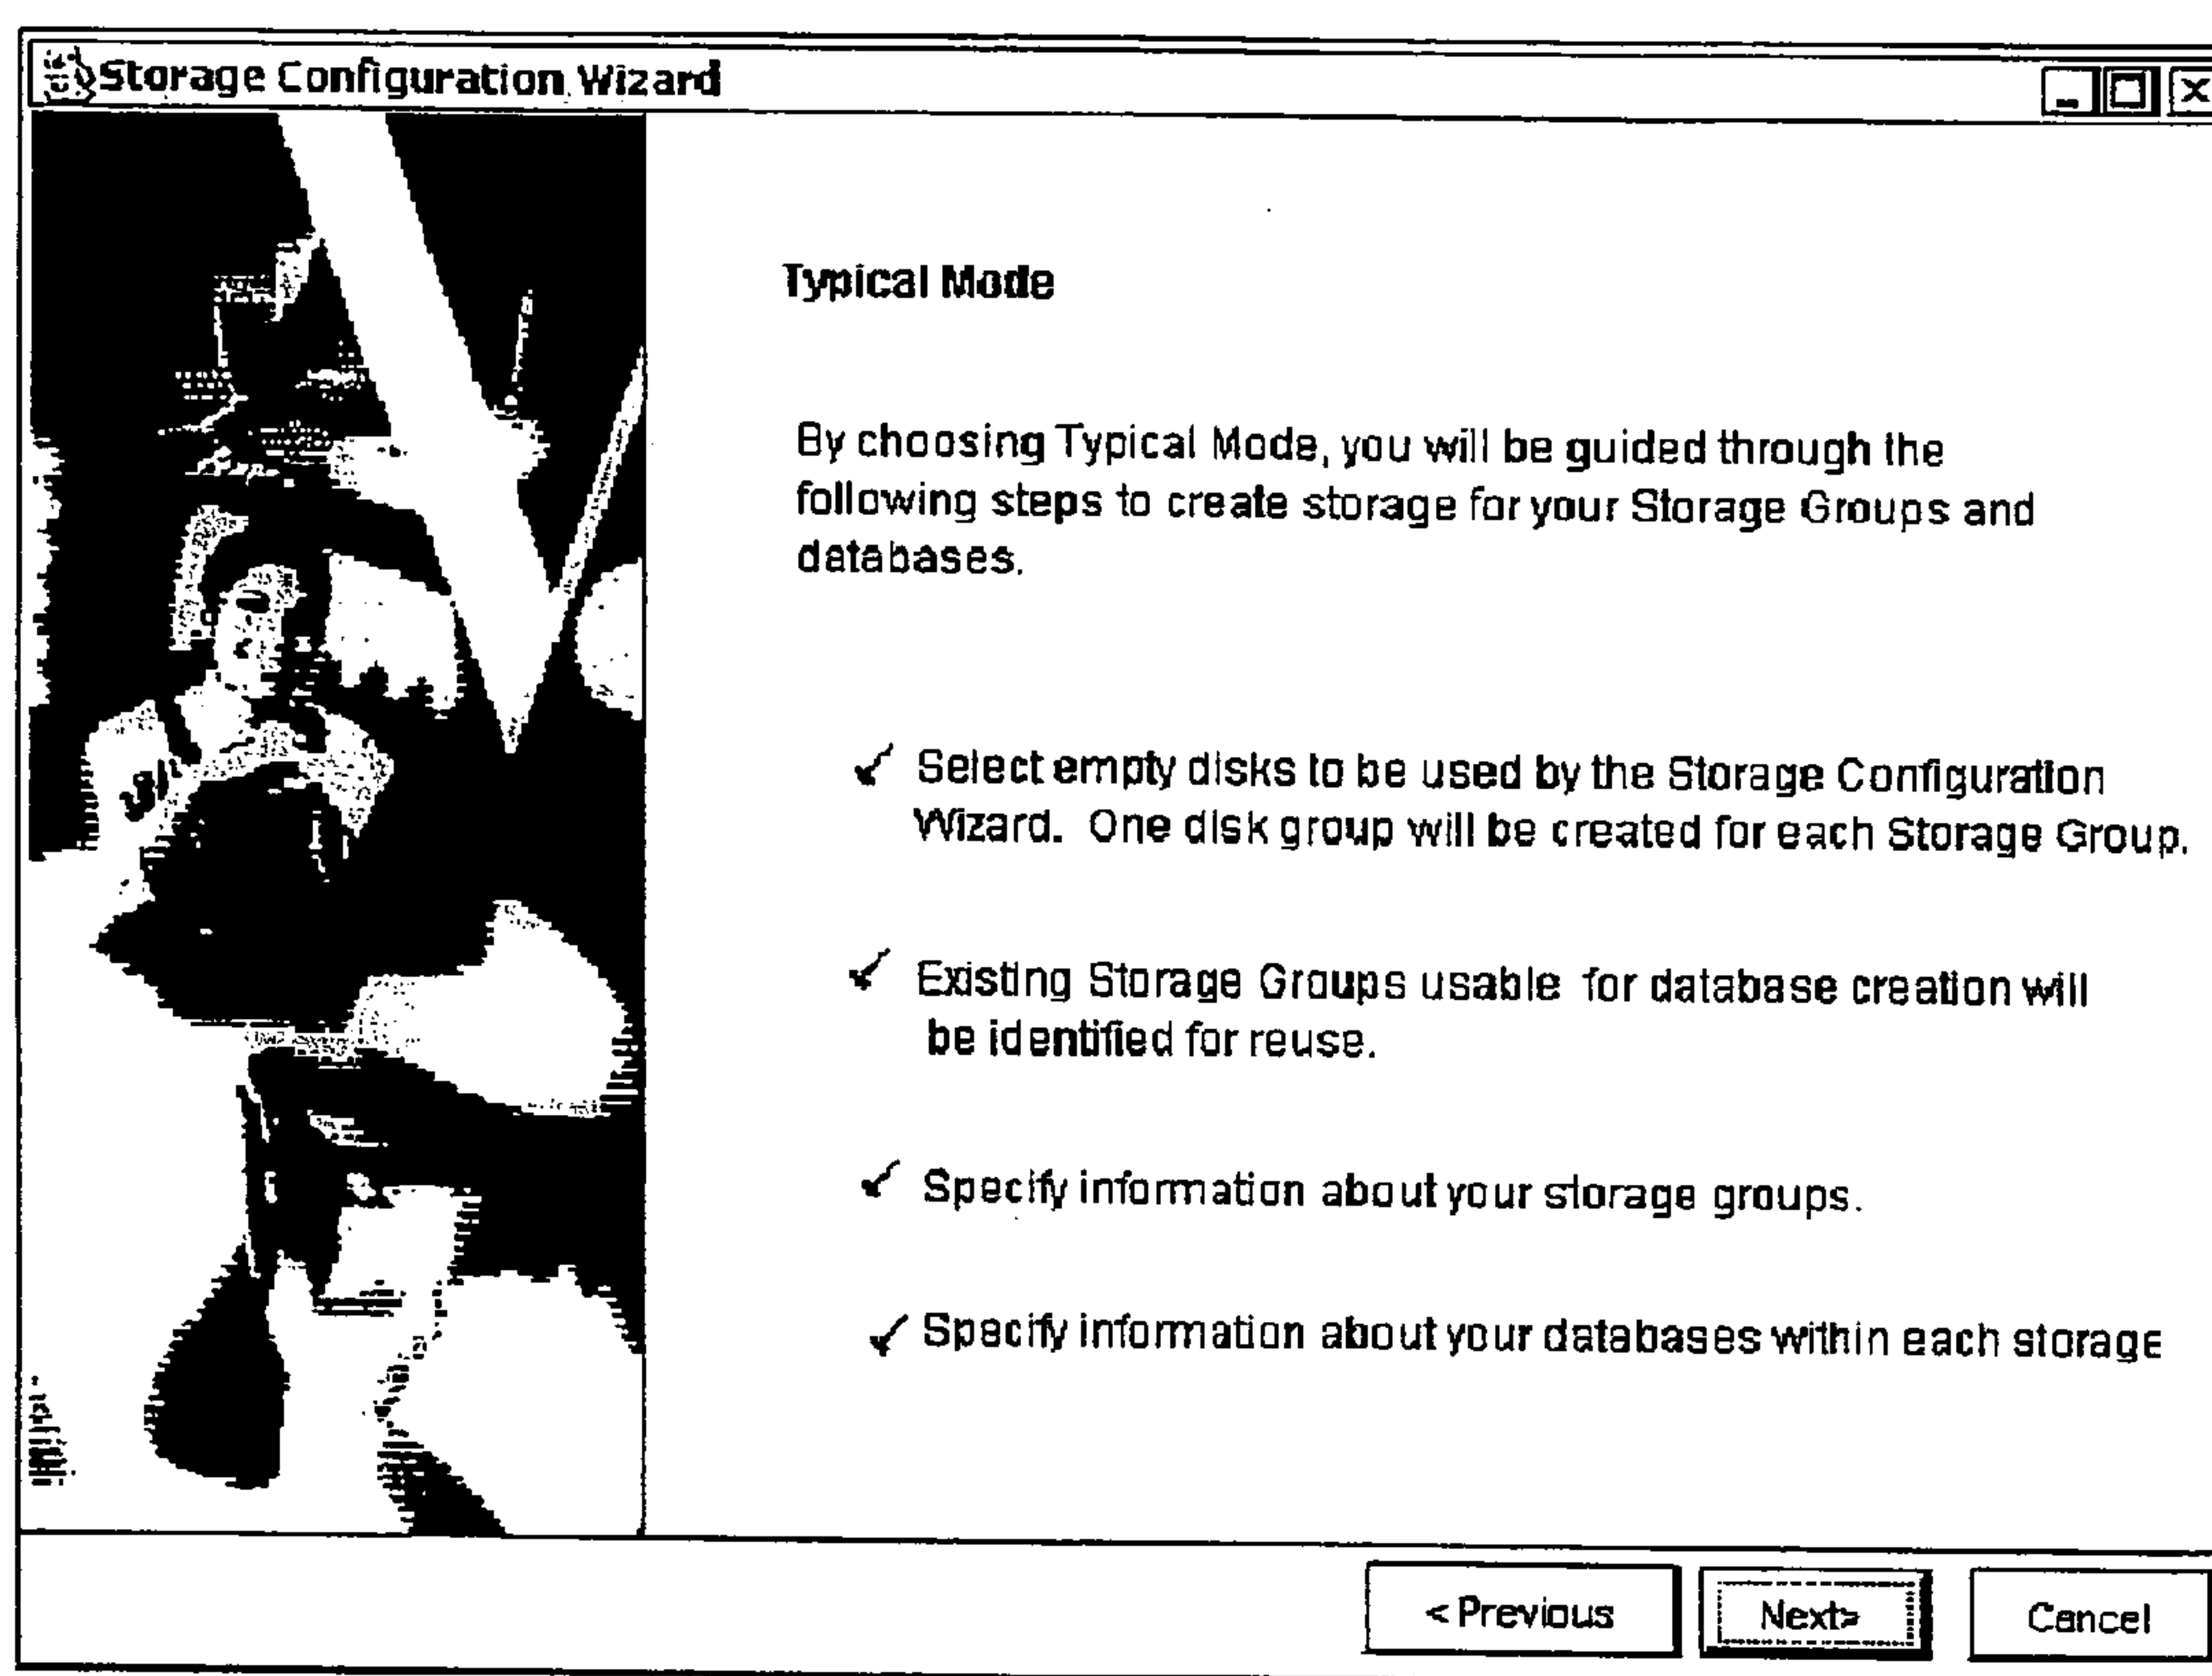 Storage Configuration Wizard
Typical Mode
By choosing Typical Mode, you will be guided through the
following steps to create storage for your Storage Groups and
databases.
Select empty disks to be used by the Storage Configuration
Wizard. One disk group will be created for each Storage Group.
Existing Storage Groups usable for database creation will
be identified for reuse.
Specify information about your storage groups.
Specify information about your databases within each storage
< Previous
Next>
Cancel